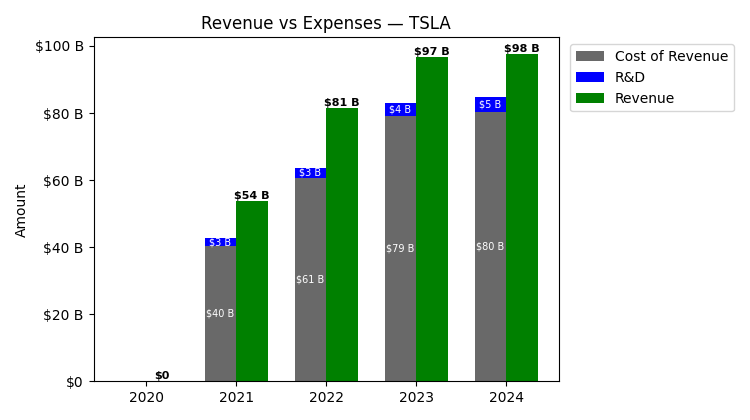 Revenue vs Expenses — TSLA
Amount
$100 B
$80 B
$60 B
$40 B
$20 B
$0
$0
$40 B
$3 B
$54 B
$61 B
$3 B
$81 B
$79 B
$4 B
$97 B
$80 B
$5 B
$98 B
2020
2021
2022
2023
2024
Cost of Revenue
R&D
Revenue